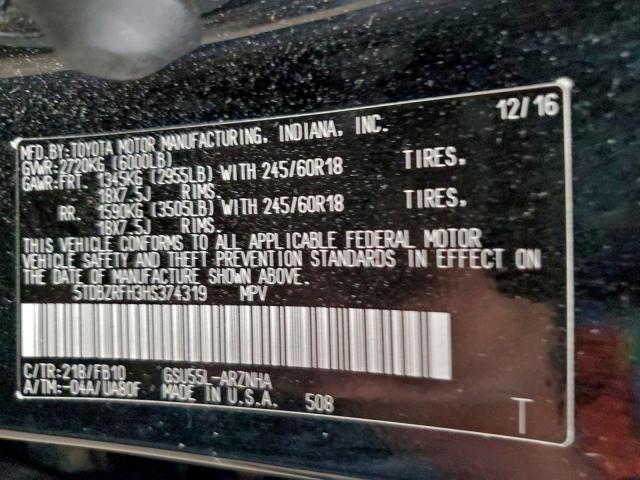 12/16
MFD.BY:TOYOTA MOTOR MANUFACTURING, INDIANA, INC.
GVWR:2720KG (6000LB)
GAWR:FRT. 1345KG (2955LB) WITH 245/60R18 TIRES.
18X7.5J RIMS.
RR. 1590KG (3505LB) WITH 245/60R18 TIRES.
18X7.5J RIMS.
THIS VEHICLE CONFORMS TO ALL APPLICABLE FEDERAL MOTOR
VEHICLE SAFETY AND THEFT PREVENTION STANDARDS IN EFFECT ON
THE DATE OF MANUFACTURE SHOWN ABOVE.
5TDBZRFH3HS374319 MPV
C/TR:218/FB10 GSU55L-ARZNHA
A/TM:-04A/UA80F MADE IN U.S.A. 508
T